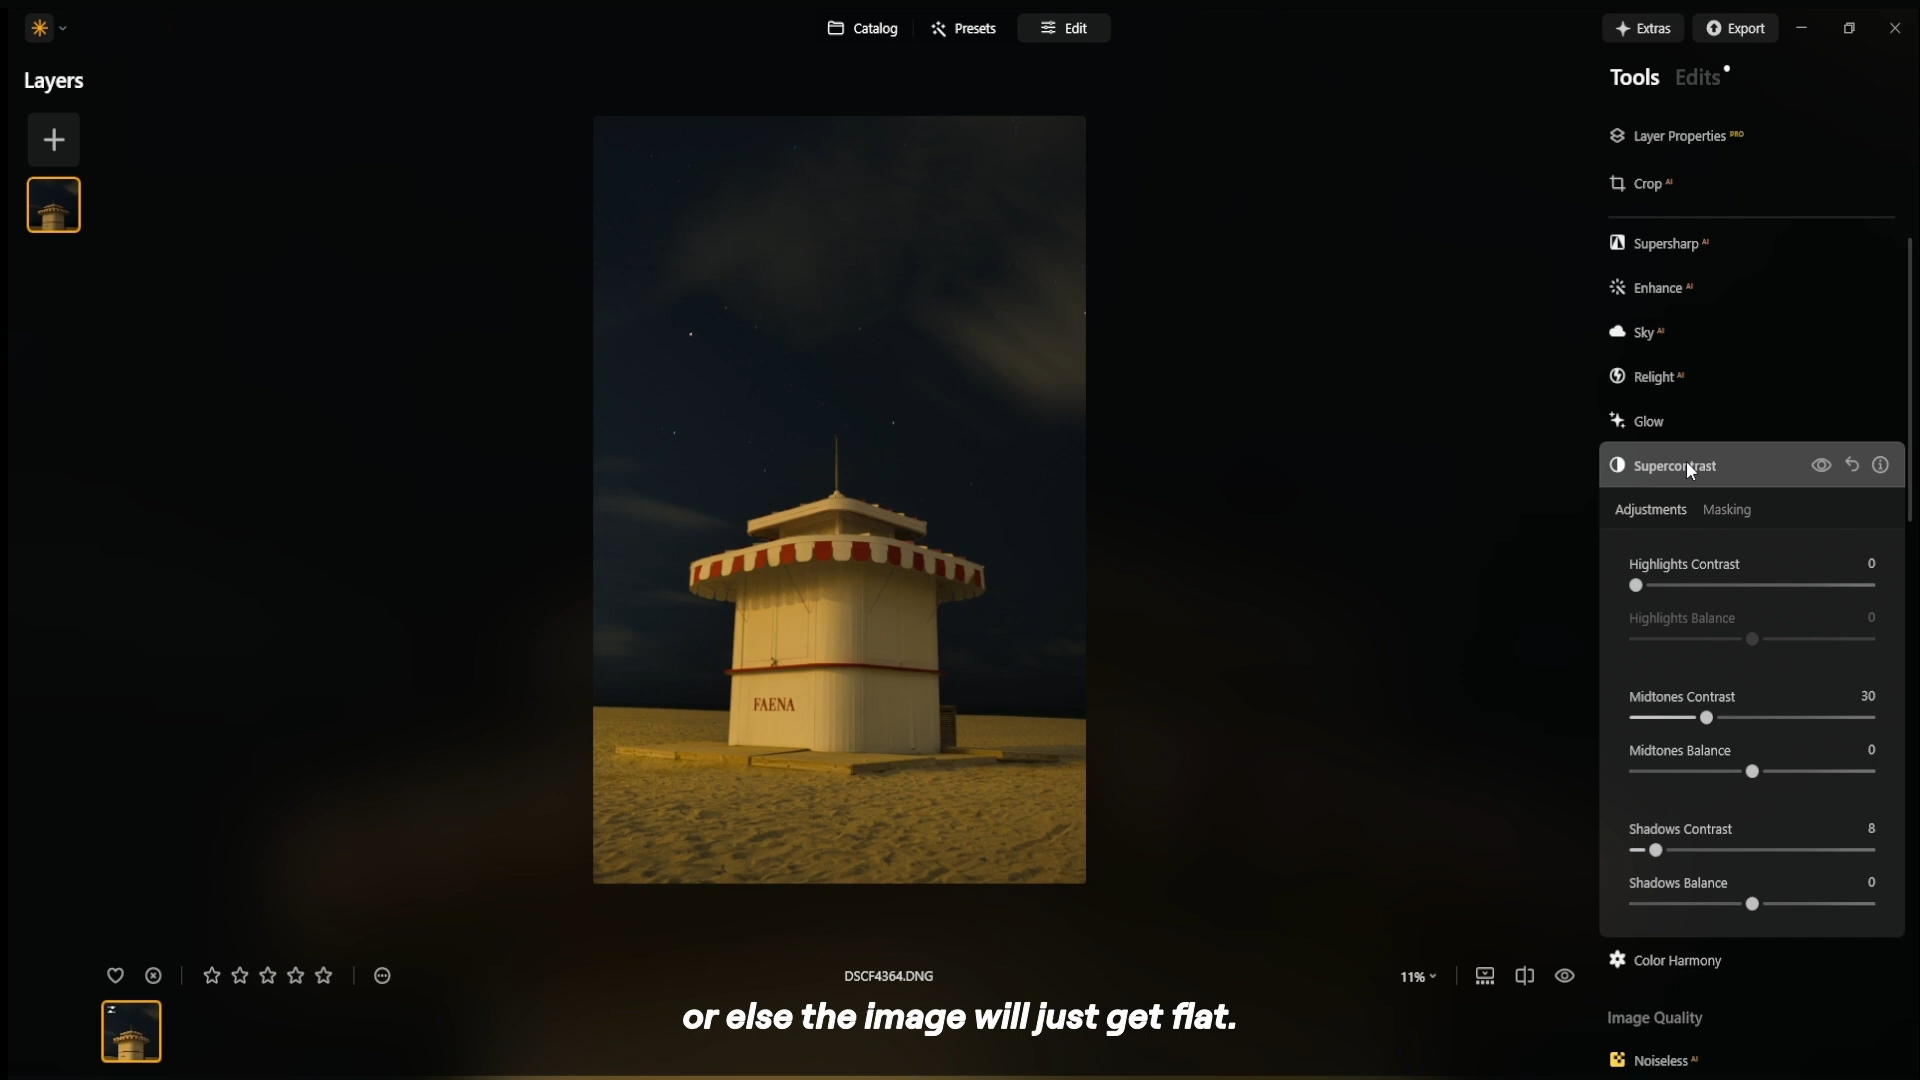 Catalog
Presets
Edit
Extras
Export
Layers
Tools Edits
Layer Properties PRO
Crop AI
Supersharp AI
Enhance AI
Sky AI
Relight AI
Glow
Supercontrast
Adjustments Masking
Highlights Contrast 0
Highlights Balance 0
Midtones Contrast 30
Midtones Balance 0
Shadows Contrast 8
Shadows Balance 0
Color Harmony
Image Quality
Noiseless AI
FAENA
DSCF4364.DNG
11%
or else the image will just get flat.